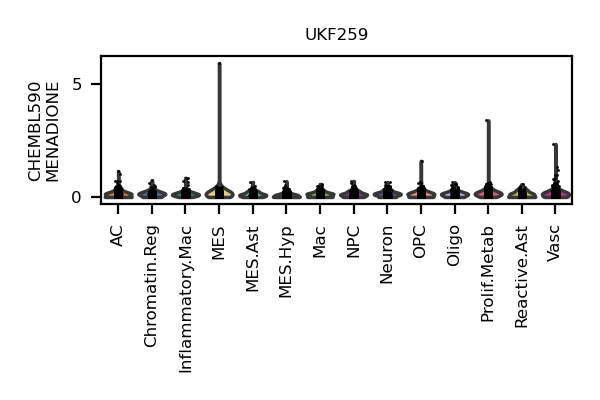 UKF259
CHEMBL590
MENADIONE
5
0
AC
Chromatin.Reg
Inflammatory.Mac
MES
MES.Ast
MES.Hyp
Mac
NPC
Neuron
OPC
Oligo
Prolif.Metab
Reactive.Ast
Vasc